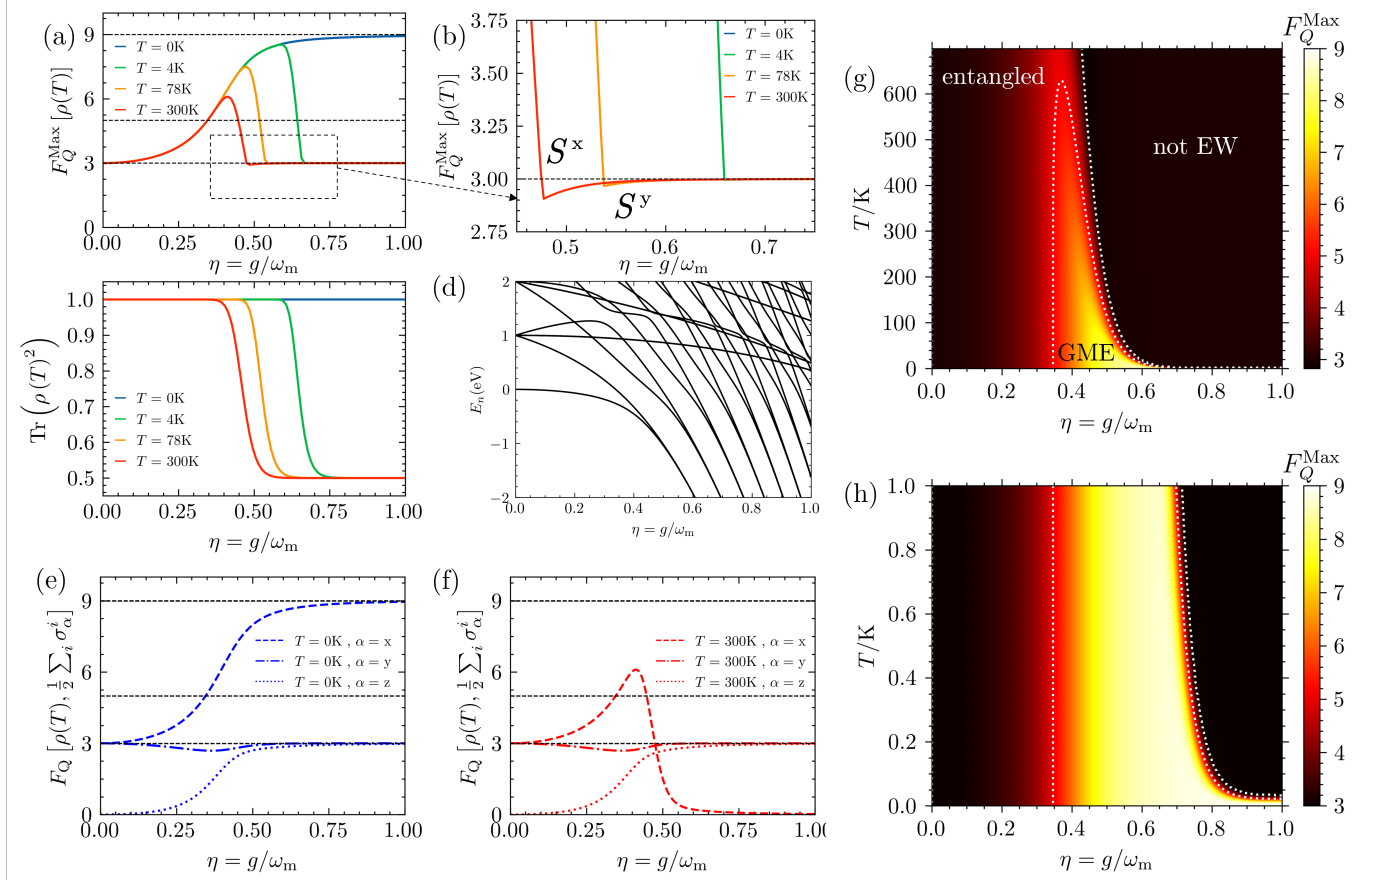 (a)
9
6
3
0
F_Q^Max [ρ(T)]
T = 0K
T = 4K
T = 78K
T = 300K
0.00 0.25 0.50 0.75 1.00
η = g/ω_m
(b)
3.75
3.50
3.25
3.00
2.75
F_Q^Max [ρ(T)]
T = 0K
T = 4K
T = 78K
T = 300K
S^x
S^y
0.5 0.6 0.7
η = g/ω_m
1.0
0.9
0.8
0.7
0.6
0.5
Tr (ρ(T)²)
T = 0K
T = 4K
T = 78K
T = 300K
0.00 0.25 0.50 0.75 1.00
η = g/ω_m
(d)
2
1
0
−1
−2
E_n(eV)
0.0 0.2 0.4 0.6 0.8 1.0
η = g/ω_m
(e)
9
6
3
0
F_Q [ρ(T), ½ ∑_i σ_α^i]
T = 0K , α = x
T = 0K , α = y
T = 0K , α = z
0.00 0.25 0.50 0.75 1.00
η = g/ω_m
(f)
9
6
3
0
F_Q [ρ(T), ½ ∑_i σ_α^i]
T = 300K , α = x
T = 300K , α = y
T = 300K , α = z
0.00 0.25 0.50 0.75
η = g/ω_m
(g)
F_Q^Max
entangled
not EW
GME
600
500
400
300
200
100
0
T/K
0.0 0.2 0.4 0.6 0.8 1.0
η = g/ω_m
9
8
7
6
5
4
3
(h)
F_Q^Max
1.0
0.8
0.6
0.4
0.2
0.0
T/K
0.0 0.2 0.4 0.6 0.8 1.0
η = g/ω_m
9
8
7
6
5
4
3